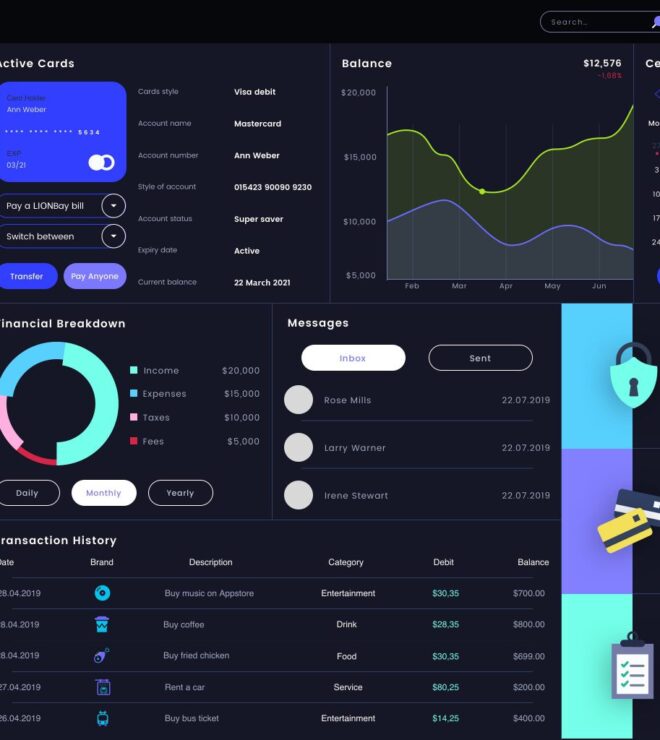 Search...
Active Cards
Card Holder
Ann Weber
**** **** **** 5634
EXP
03/21
Pay a LIONBay bill
Switch between
Transfer
Pay Anyone
Cards style Visa debit
Account name Mastercard
Account number Ann Weber
Style of account 015423 90090 9230
Account status Super saver
Expiry date Active
Current balance 22 March 2021
Balance
$12,576
-1,68%
$20,000
$15,000
$10,000
$5,000
Feb Mar Apr May Jun
Ce
Mo
3
10
17
24
Financial Breakdown
Income $20,000
Expenses $15,000
Taxes $10,000
Fees $5,000
Daily Monthly Yearly
Messages
Inbox Sent
Rose Mills 22.07.2019
Larry Warner 22.07.2019
Irene Stewart 22.07.2019
Transaction History
Date Brand Description Category Debit Balance
28.04.2019 Buy music on Appstore Entertainment $30,35 $700.00
28.04.2019 Buy coffee Drink $28,35 $800.00
28.04.2019 Buy fried chicken Food $30,35 $699.00
27.04.2019 Rent a car Service $80,25 $200.00
26.04.2019 Buy bus ticket Entertainment $14,25 $400.00